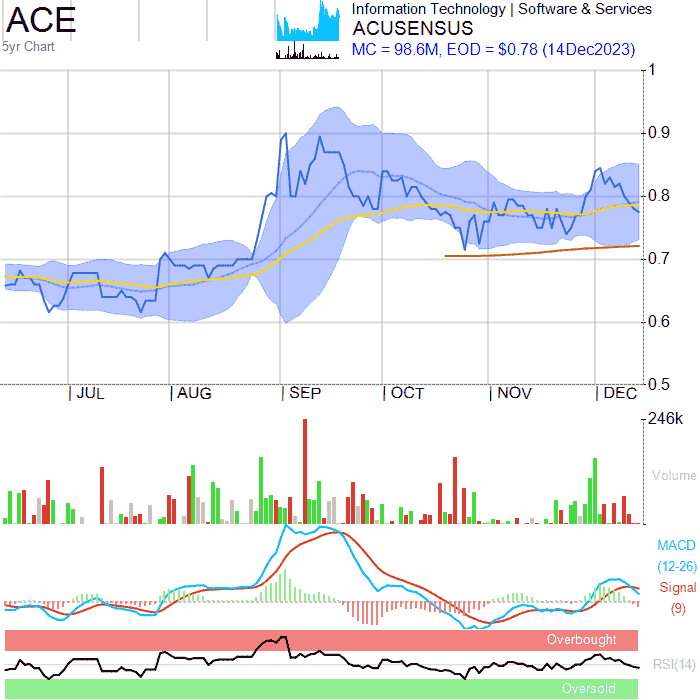 ACE
5yr Chart
Information Technology | Software & Services
ACUSENSUS
MC = 98.6M, EOD = $0.78 (14Dec2023)
1
0.9
0.8
0.7
0.6
0.5
| JUL | AUG | SEP | OCT | NOV | DEC
246k
Volume
MACD
(12-26)
Signal
(9)
Overbought
RSI(14)
Oversold